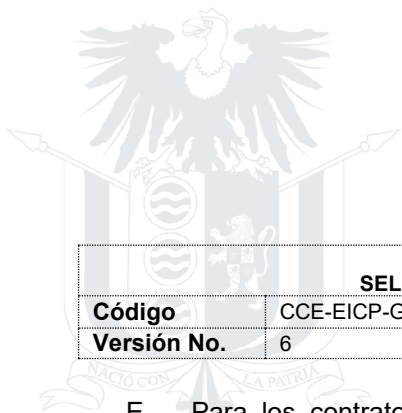 SEL
Código CCE-EICP-G
Versión No. 6
NACIÓ CON LA PATRIA
E. Para los contrato